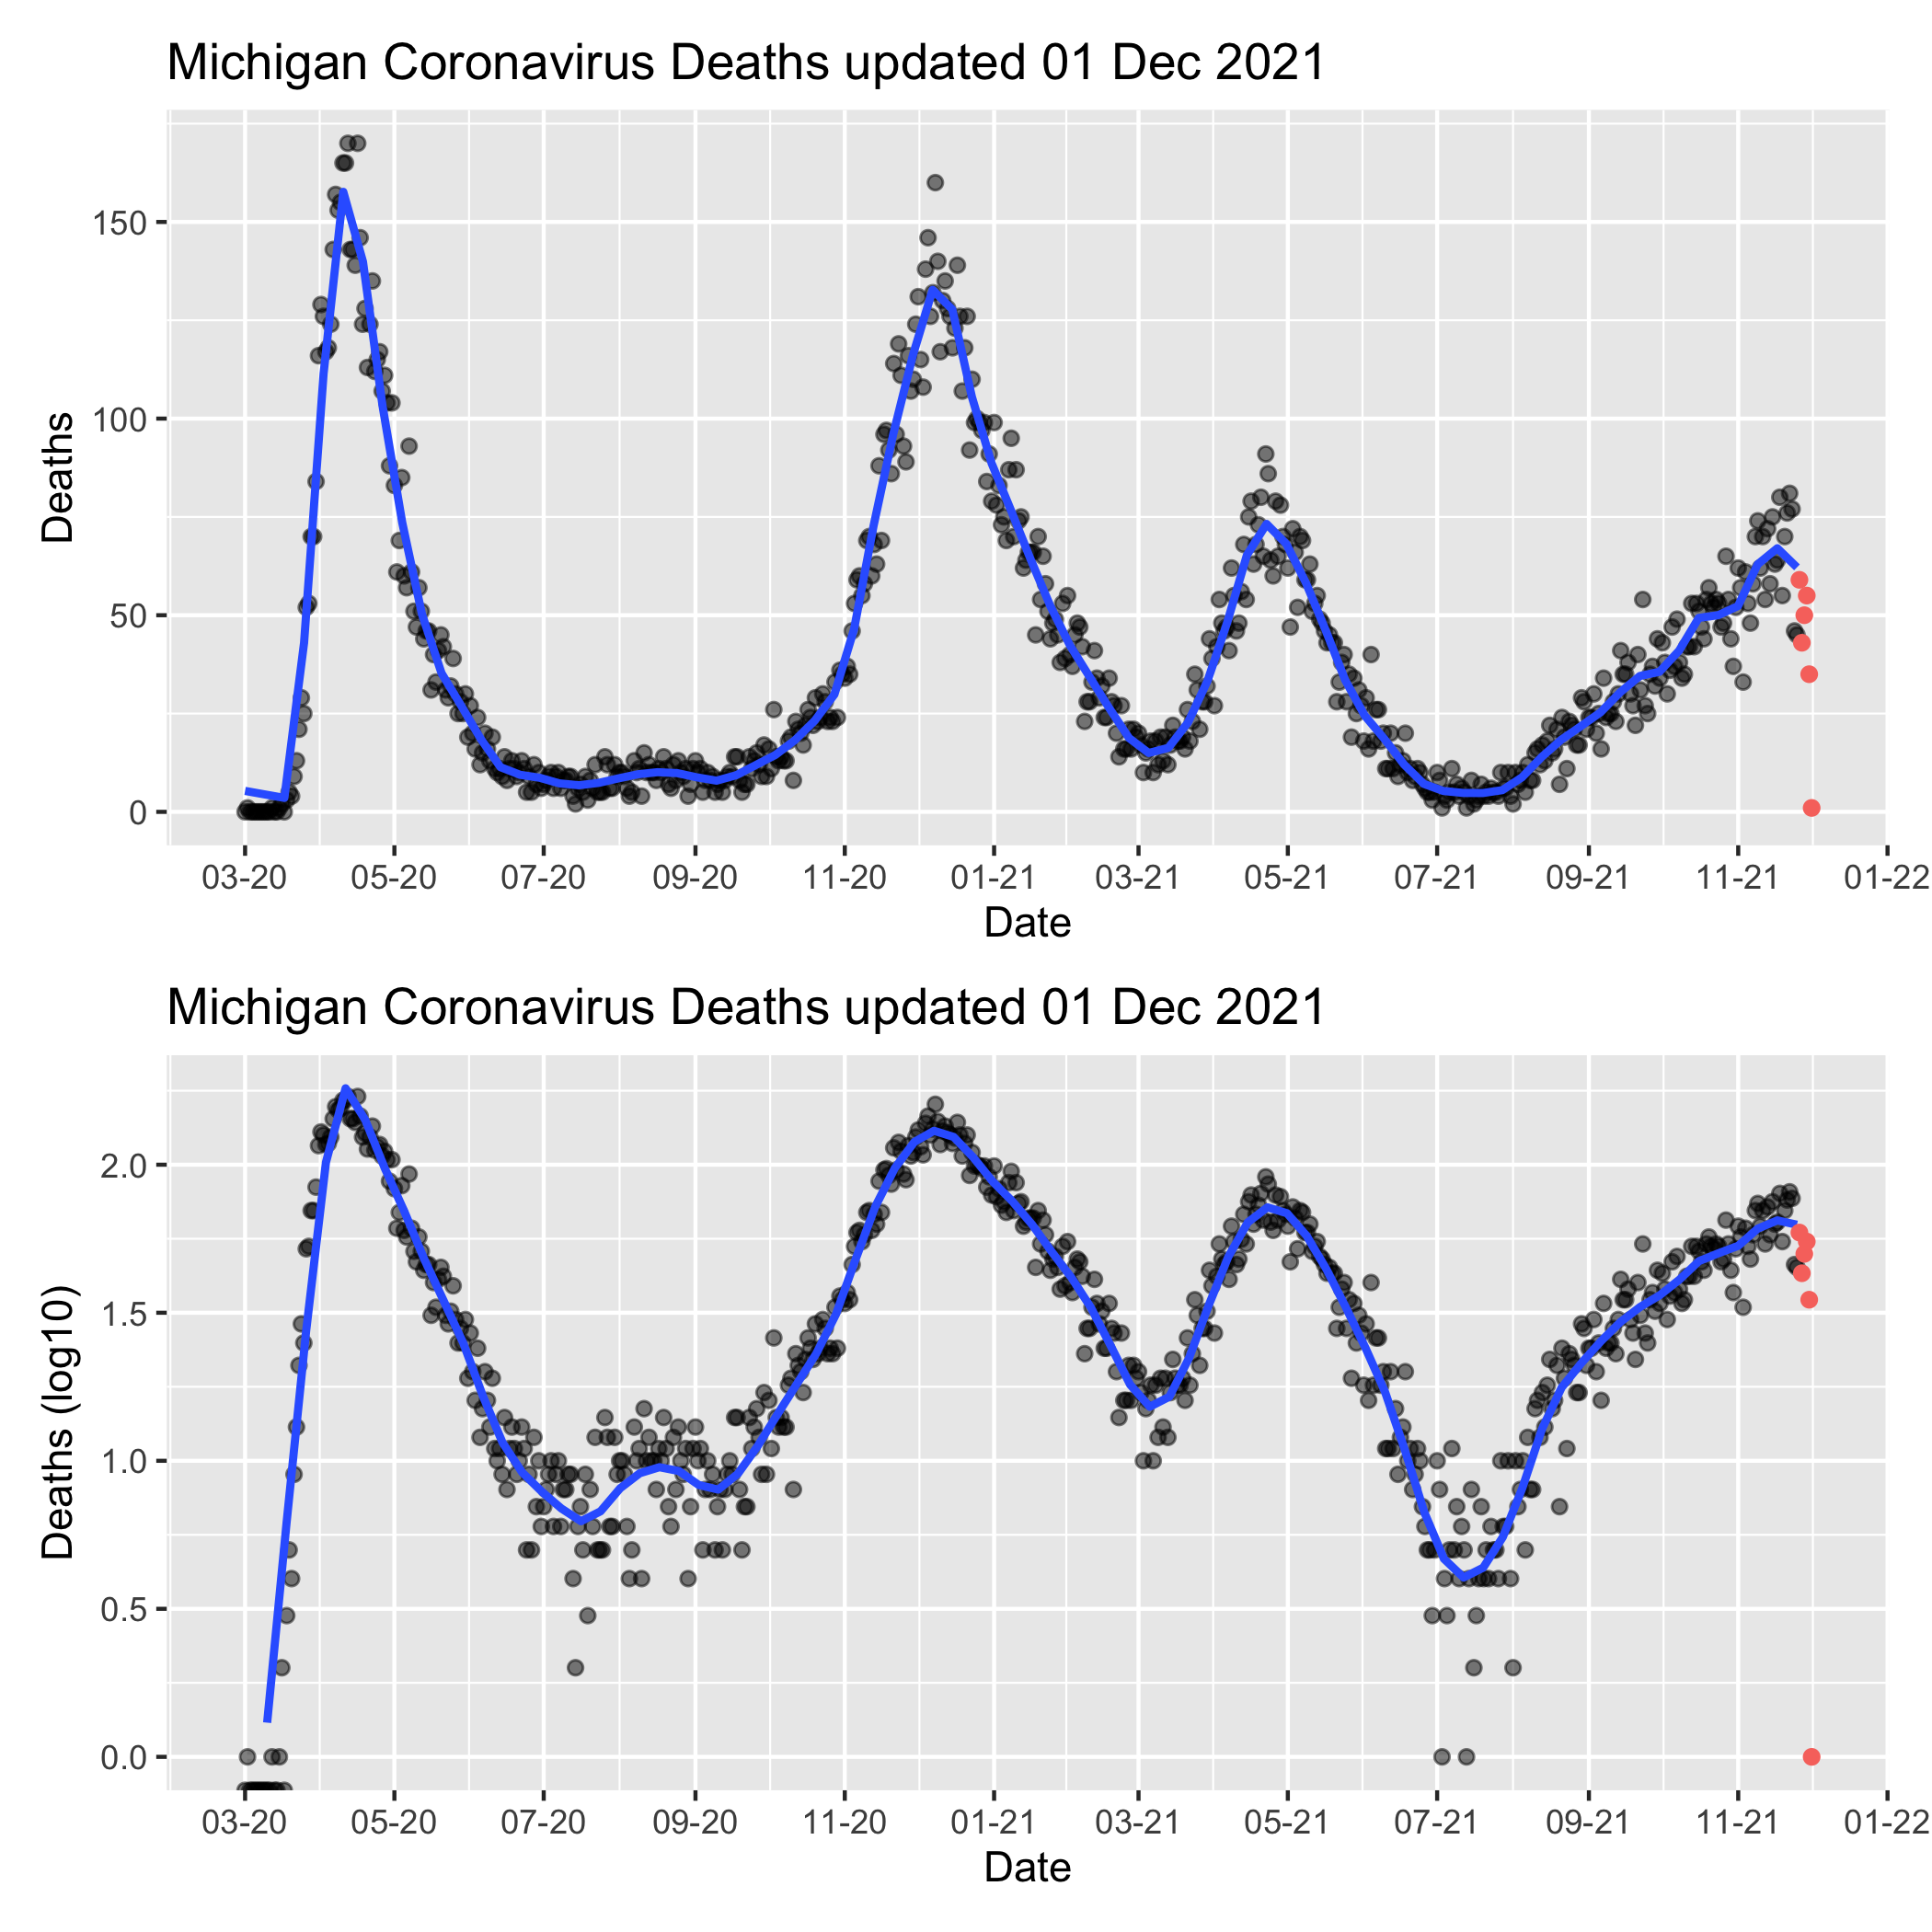 Michigan Coronavirus Deaths updated 01 Dec 2021
Deaths
150
100
50
0
03-20 05-20 07-20 09-20 11-20 01-21 03-21 05-21 07-21 09-21 11-21 01-22
Date
Michigan Coronavirus Deaths updated 01 Dec 2021
Deaths (log10)
2.0
1.5
1.0
0.5
0.0
03-20 05-20 07-20 09-20 11-20 01-21 03-21 05-21 07-21 09-21 11-21 01-22
Date